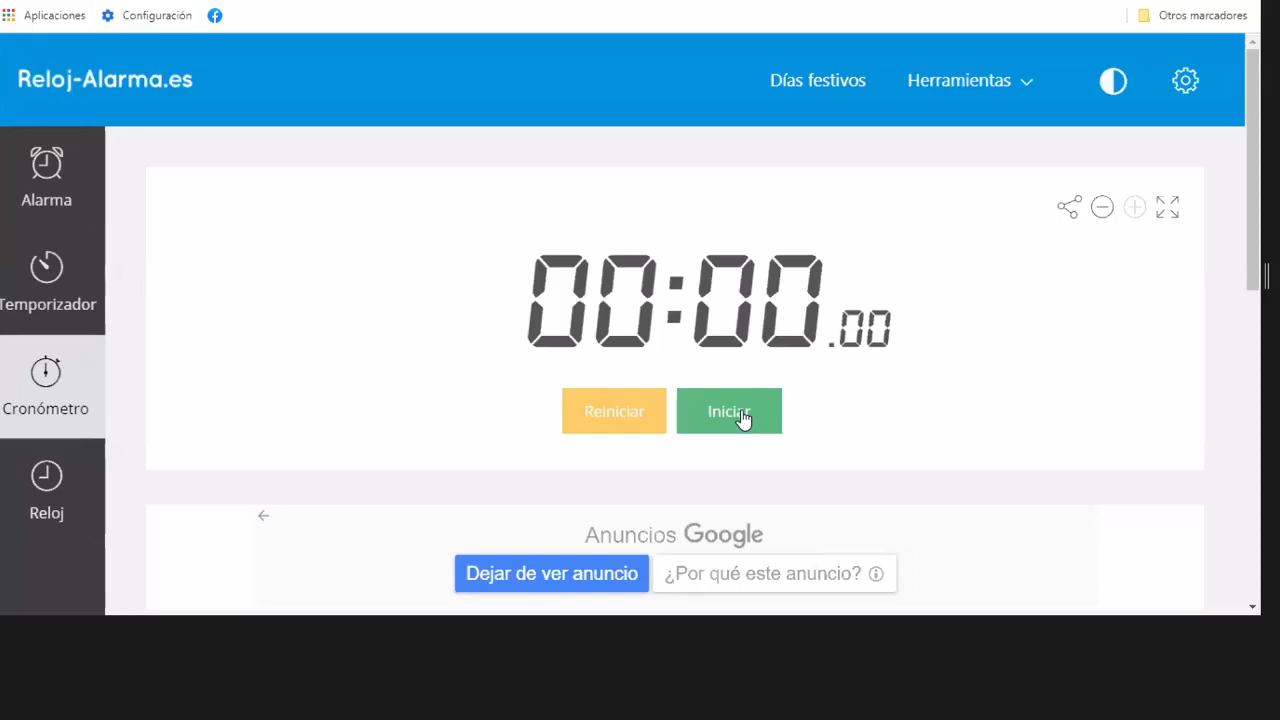 Aplicaciones Configuración Otros marcadores
Reloj-Alarma.es Días festivos Herramientas
Alarma
Temporizador
Cronómetro
Reloj
00:00.00
Reiniciar Iniciar
Anuncios Google
Dejar de ver anuncio ¿Por qué este anuncio?